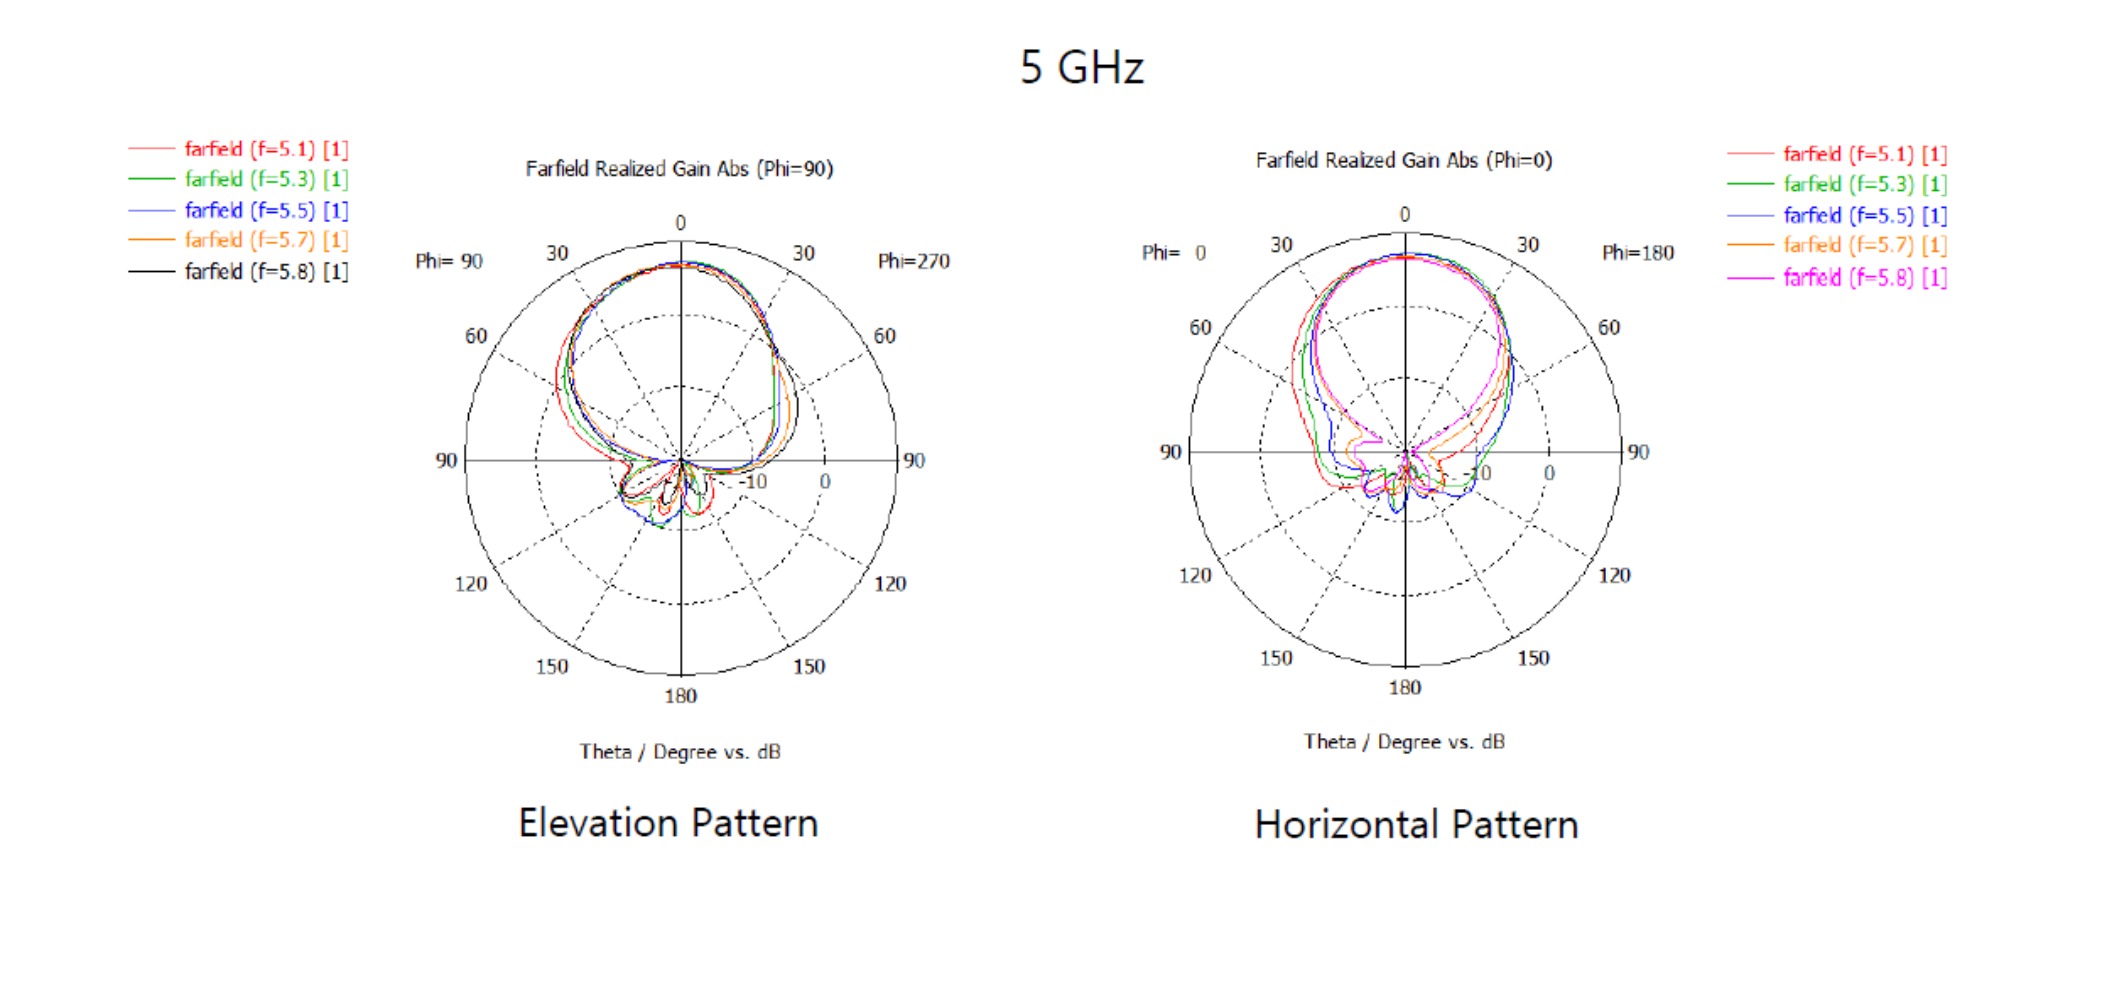 5 GHz
farfield (f=5.1) [1]
farfield (f=5.3) [1]
farfield (f=5.5) [1]
farfield (f=5.7) [1]
farfield (f=5.8) [1]
Farfield Realized Gain Abs (Phi=90)
0
30
30
Phi= 90
Phi=270
60
60
90
90
-10
0
120
120
150
150
180
Theta / Degree vs. dB
Elevation Pattern
Farfield Realized Gain Abs (Phi=0)
0
30
30
Phi= 0
Phi=180
60
60
90
90
-10
0
120
120
150
150
180
Theta / Degree vs. dB
Horizontal Pattern
farfield (f=5.1) [1]
farfield (f=5.3) [1]
farfield (f=5.5) [1]
farfield (f=5.7) [1]
farfield (f=5.8) [1]